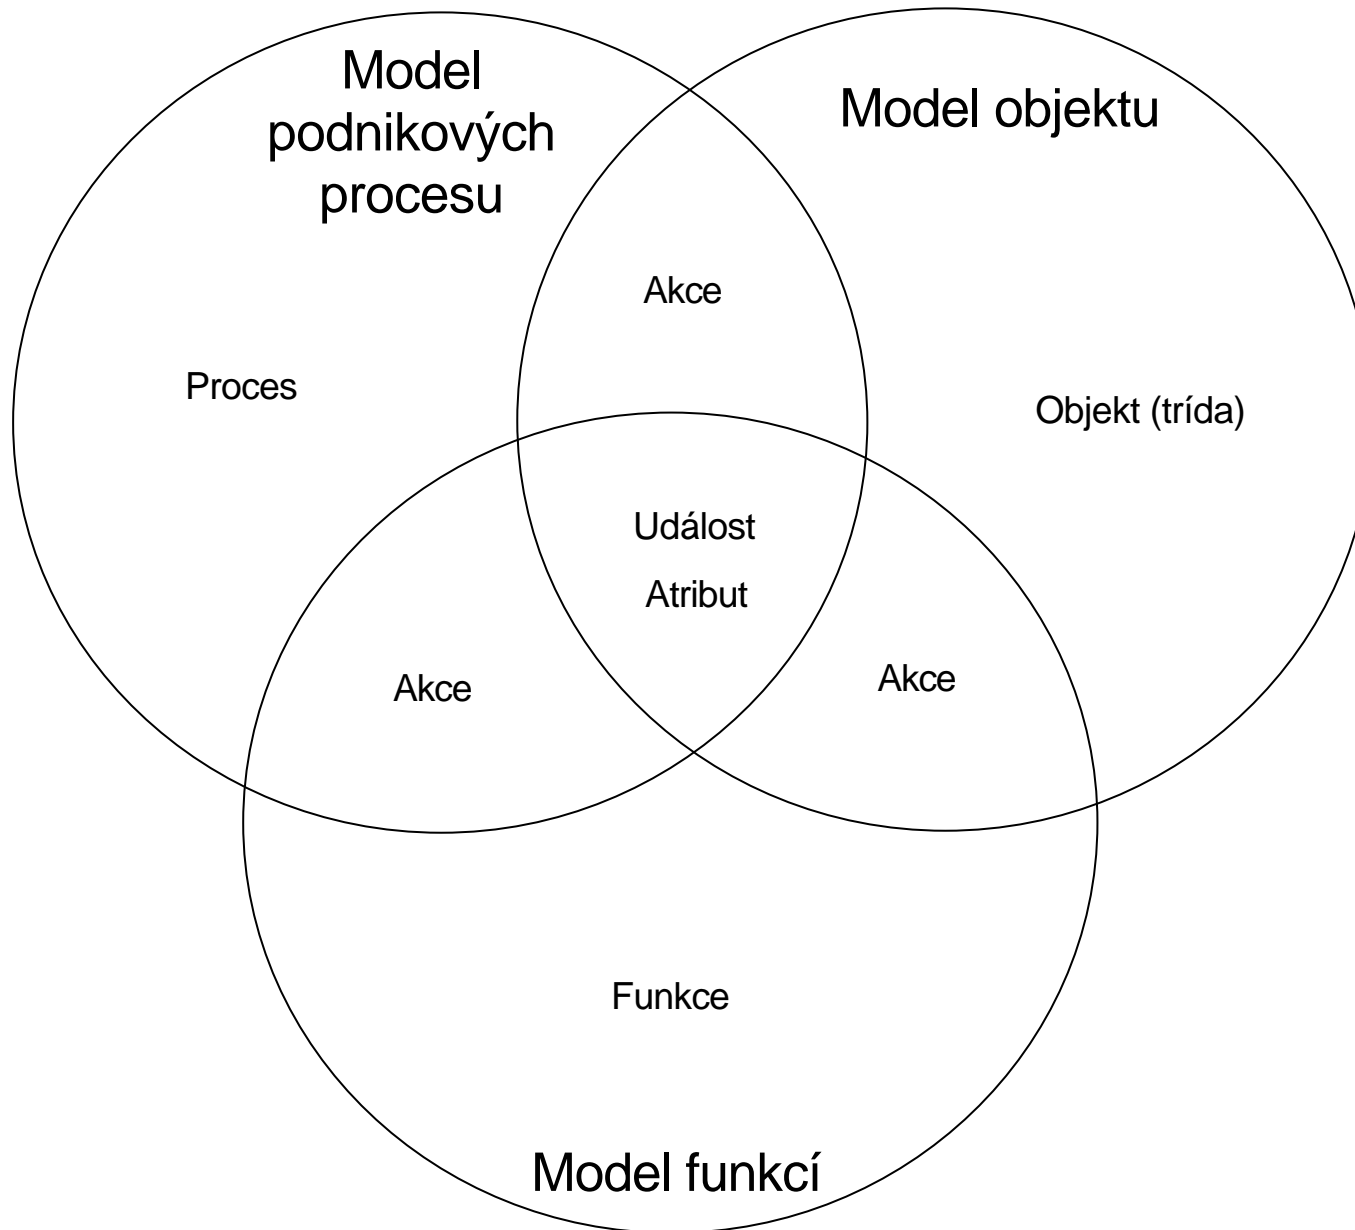 Model
podnikových
procesu
Model objektu
Akce
Proces
Objekt (trída)
Událost
Atribut
Akce
Akce
Funkce
Model funkcí